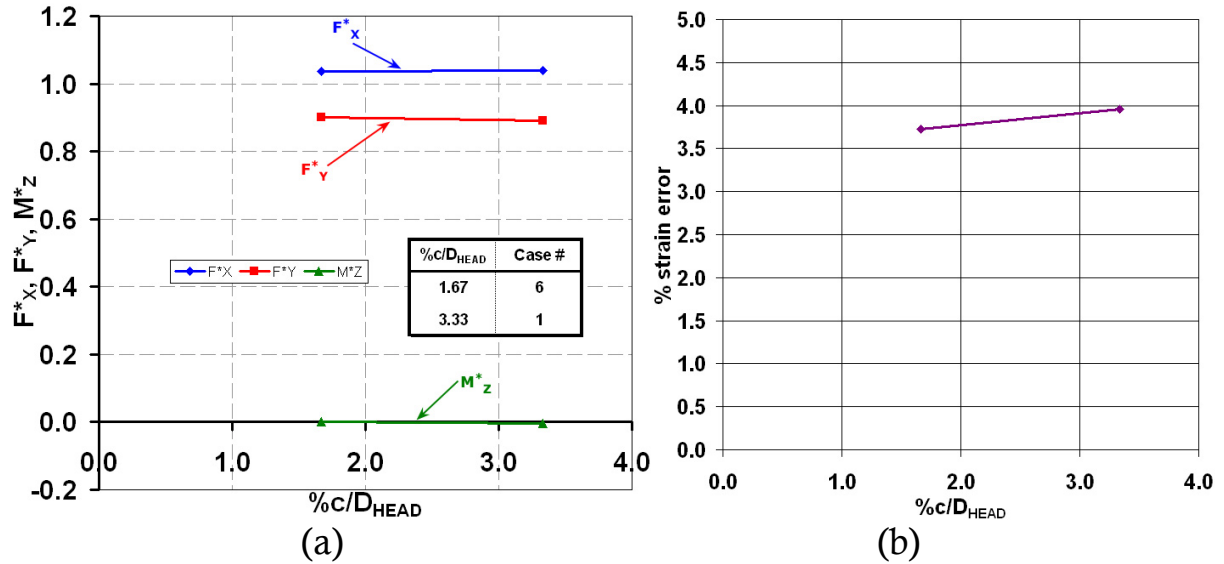 1.2
1.0
0.8
0.6
0.4
0.2
0.0
-0.2
F*X, F*Y, M*Z
F*X
F*Y
F*X F*Y M*Z
%c/DHEAD Case #
1.67 6
3.33 1
M*Z
0.0 1.0 2.0 3.0 4.0
%c/DHEAD
(a)
5.0
4.5
4.0
3.5
3.0
2.5
2.0
1.5
1.0
0.5
0.0
% strain error
0.0 1.0 2.0 3.0 4.0
%c/DHEAD
(b)